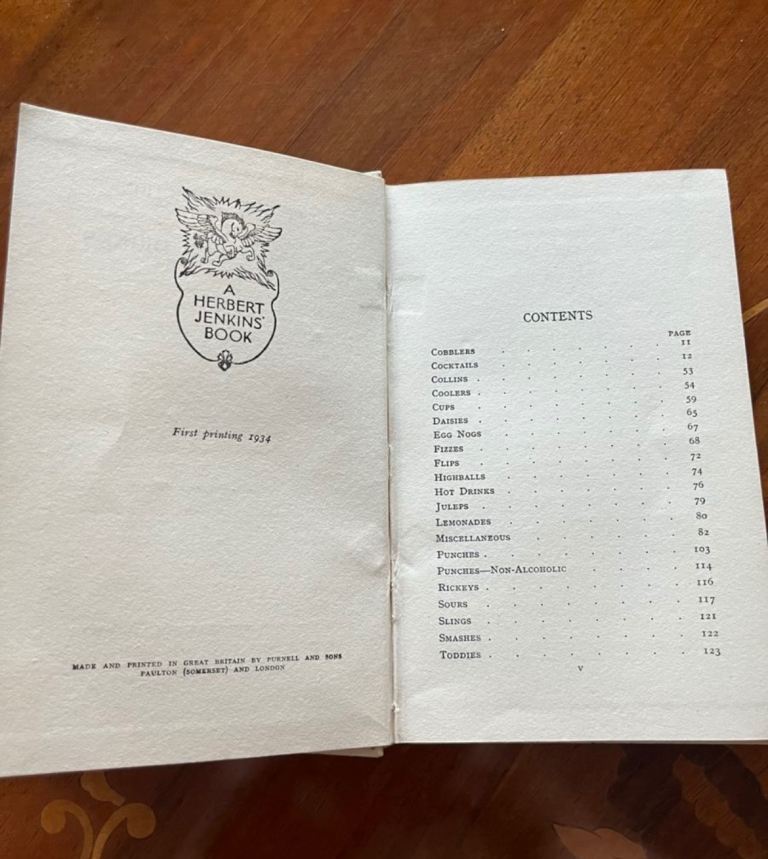 A
HERBERT
JENKINS'
BOOK
First printing 1934
MADE AND PRINTED IN GREAT BRITAIN BY PURNELL AND SONS
PAULTON (SOMERSET) AND LONDON
CONTENTS
PAGE
COBBLERS . . . . . . 11
COCKTAILS . . . . . . 12
COLLINS . . . . . . . 53
COOLERS . . . . . . . 54
CUPS . . . . . . . 59
DAISIES . . . . . . . 65
EGG NOGS . . . . . . 67
FIZZES . . . . . . . 68
FLIPS . . . . . . . 72
HIGHBALLS . . . . . . 74
HOT DRINKS . . . . . . 76
JULEPS . . . . . . . 79
LEMONADES . . . . . . 80
MISCELLANEOUS . . . . . 82
PUNCHES . . . . . . . 103
PUNCHES—NON-ALCOHOLIC . . . . 114
RICKEYS . . . . . . . 116
SOURS . . . . . . . 117
SLINGS . . . . . . . 121
SMASHES . . . . . . . 122
TODDIES . . . . . . . 123
v